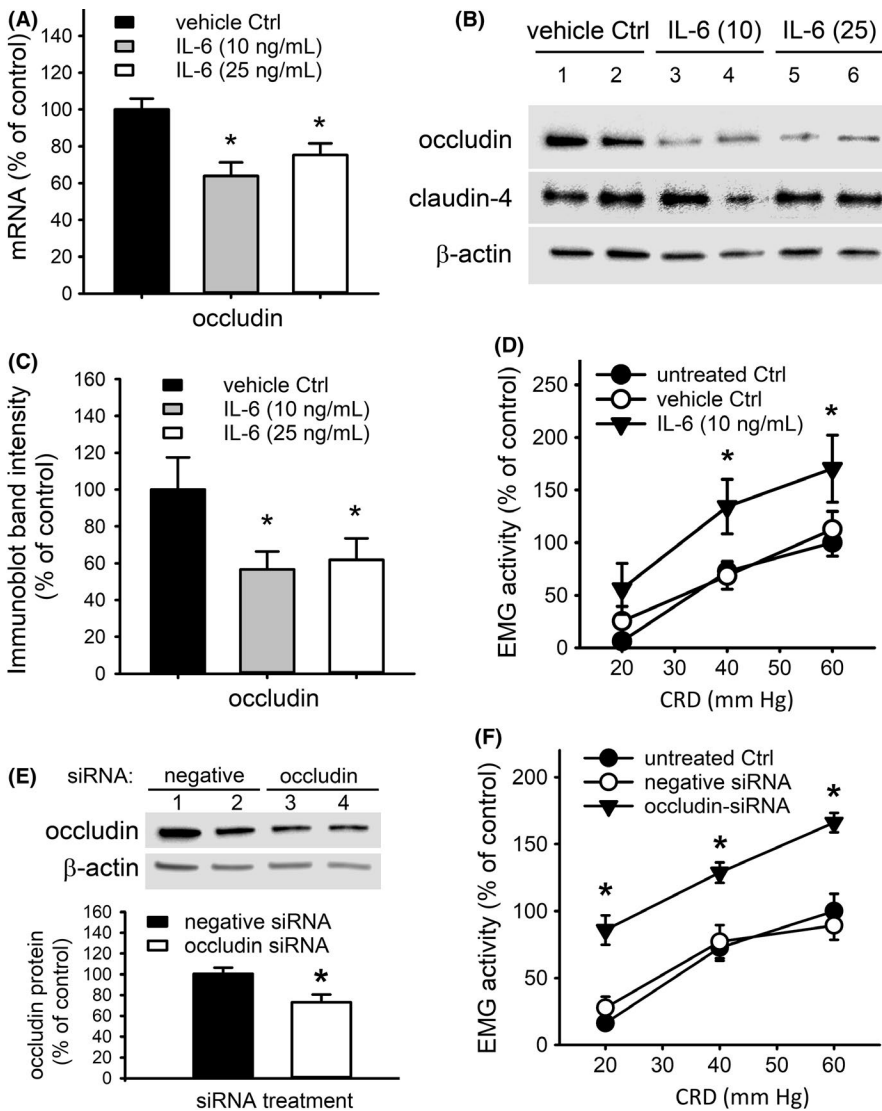 (A)
vehicle Ctrl
IL-6 (10 ng/mL)
IL-6 (25 ng/mL)
mRNA (% of control)
140
120
100
80
60
40
20
0
*
*
occludin
(B)
vehicle Ctrl IL-6 (10) IL-6 (25)
1 2 3 4 5 6
occludin
claudin-4
β-actin
(C)
vehicle Ctrl
IL-6 (10 ng/mL)
IL-6 (25 ng/mL)
Immunoblot band intensity
(% of control)
160
140
120
100
80
60
40
20
0
*
*
occludin
(D)
untreated Ctrl
vehicle Ctrl
IL-6 (10 ng/mL)
EMG activity (% of control)
250
200
150
100
50
0
*
*
20 30 40 50 60
CRD (mm Hg)
(E)
siRNA: negative occludin
1 2 3 4
occludin
β-actin
negative siRNA
occludin siRNA
occludin protein
(% of control)
160
140
120
100
80
60
40
20
0
*
siRNA treatment
(F)
untreated Ctrl
negative siRNA
occludin-siRNA
EMG activity (% of control)
200
150
100
50
0
*
*
*
20 30 40 50 60
CRD (mm Hg)